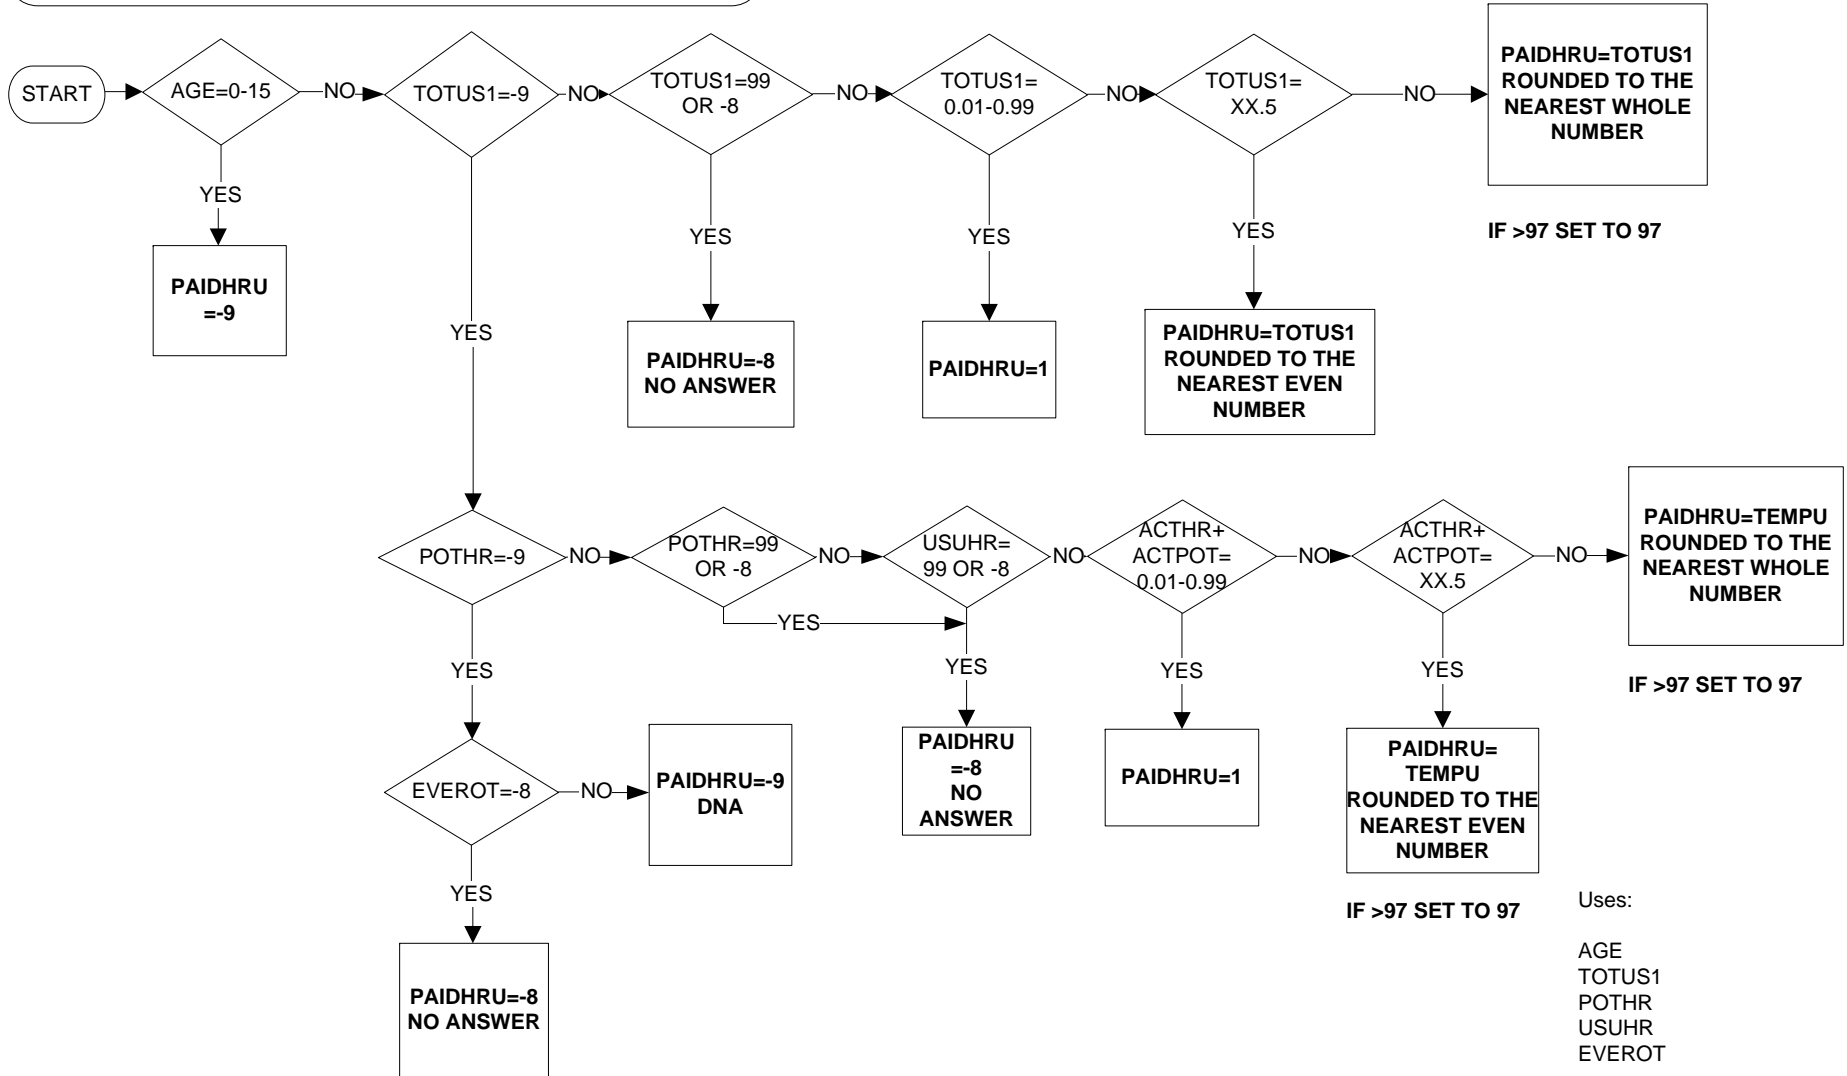 START
AGE=0-15
NO
TOTUS1=-9
NO
TOTUS1=99
OR -8
NO
TOTUS1=
0.01-0.99
NO
TOTUS1=
XX.5
NO
PAIDHRU=TOTUS1
ROUNDED TO THE
NEAREST WHOLE
NUMBER
IF >97 SET TO 97
YES
YES
YES
YES
YES
PAIDHRU
=-9
PAIDHRU=-8
NO ANSWER
PAIDHRU=1
PAIDHRU=TOTUS1
ROUNDED TO THE
NEAREST EVEN
NUMBER
POTHR=-9
NO
POTHR=99
OR -8
NO
USUHR=
99 OR -8
NO
ACTHR+
ACTPOT=
0.01-0.99
NO
ACTHR+
ACTPOT=
XX.5
NO
PAIDHRU=TEMPU
ROUNDED TO THE
NEAREST WHOLE
NUMBER
IF >97 SET TO 97
YES
YES
YES
YES
YES
EVEROT=-8
NO
PAIDHRU=-9
DNA
PAIDHRU
=-8
NO
ANSWER
PAIDHRU=1
PAIDHRU=
TEMPU
ROUNDED TO THE
NEAREST EVEN
NUMBER
IF >97 SET TO 97
YES
PAIDHRU=-8
NO ANSWER
Uses:
AGE
TOTUS1
POTHR
USUHR
EVEROT